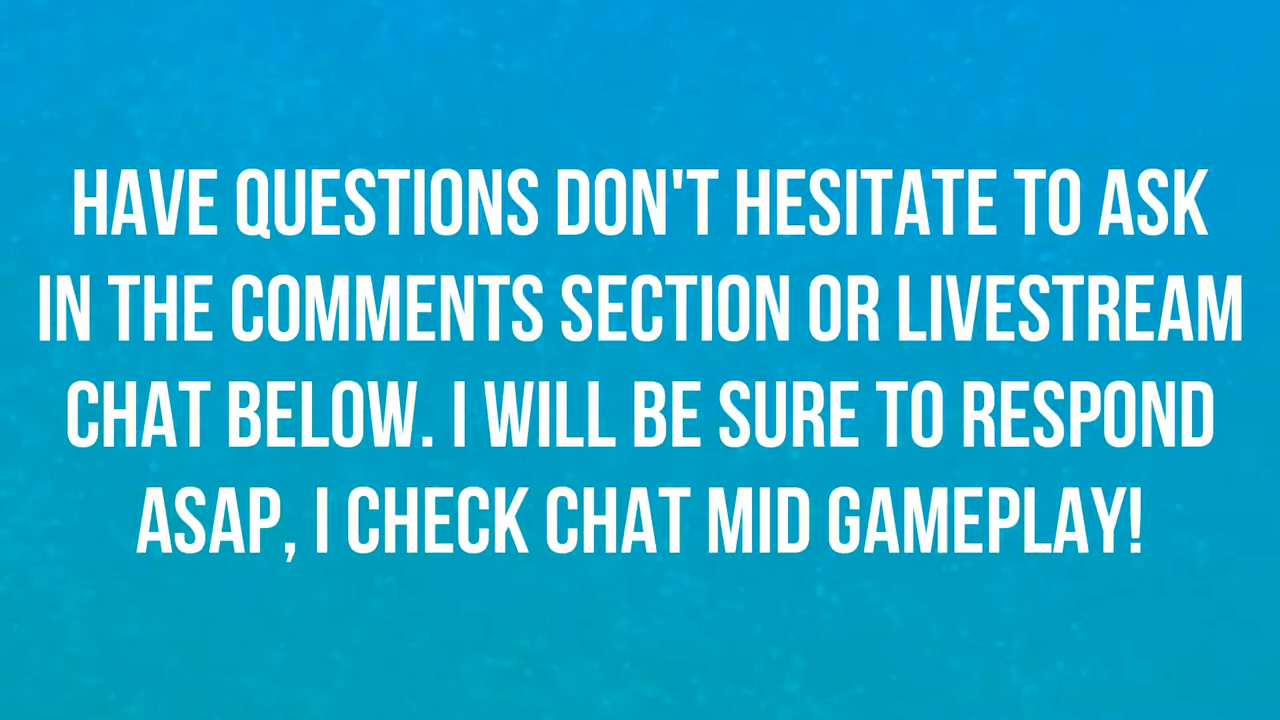 HAVE QUESTIONS DON'T HESITATE TO ASK
IN THE COMMENTS SECTION OR LIVESTREAM
CHAT BELOW. I WILL BE SURE TO RESPOND
ASAP, I CHECK CHAT MID GAMEPLAY!